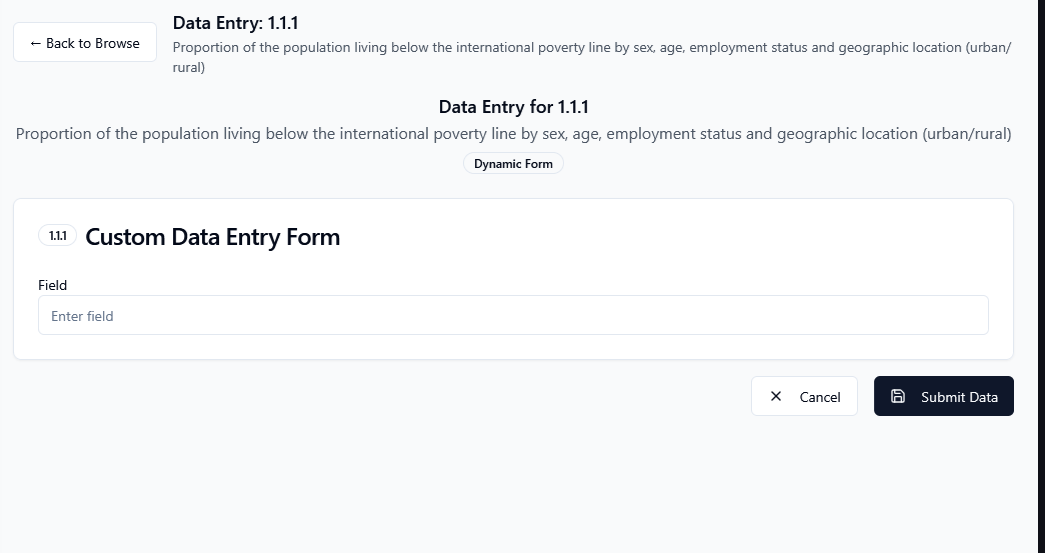 ← Back to Browse
Data Entry: 1.1.1
Proportion of the population living below the international poverty line by sex, age, employment status and geographic location (urban/
rural)
Data Entry for 1.1.1
Proportion of the population living below the international poverty line by sex, age, employment status and geographic location (urban/rural)
Dynamic Form
1.1.1 Custom Data Entry Form
Field
Enter field
Cancel
Submit Data